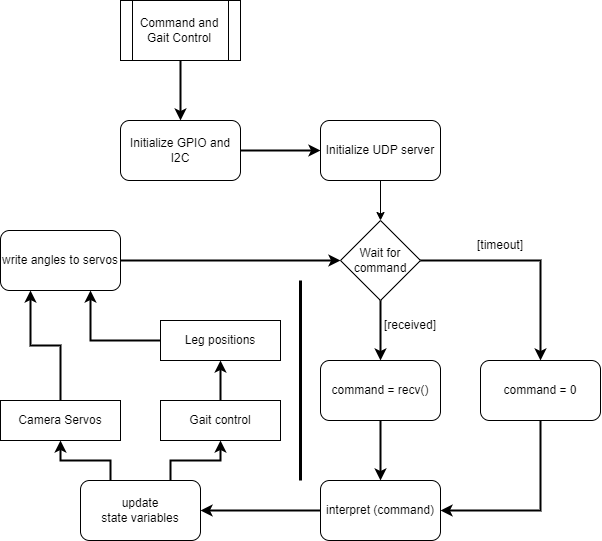 Command and
Gait Control
Initialize GPIO and
I2C
Initialize UDP server
write angles to servos
Wait for
command
[timeout]
[received]
Leg positions
command = recv()
command = 0
Camera Servos
Gait control
update
state variables
interpret (command)